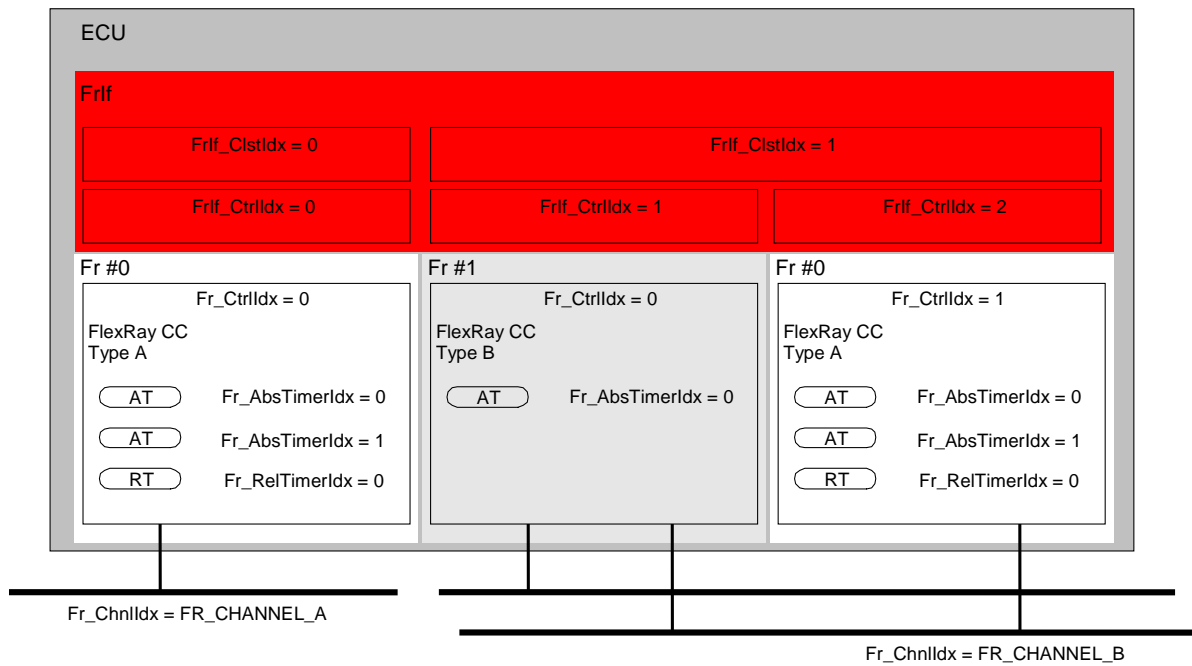 ECU
FrIf
FrIf_ClstIdx = 0
FrIf_ClstIdx = 1
FrIf_CtrlIdx = 0
FrIf_CtrlIdx = 1
FrIf_CtrlIdx = 2
Fr #0
Fr_CtrlIdx = 0
FlexRay CC
Type A
AT Fr_AbsTimerIdx = 0
AT Fr_AbsTimerIdx = 1
RT Fr_RelTimerIdx = 0
Fr #1
Fr_CtrlIdx = 0
FlexRay CC
Type B
AT Fr_AbsTimerIdx = 0
Fr #0
Fr_CtrlIdx = 1
FlexRay CC
Type A
AT Fr_AbsTimerIdx = 0
AT Fr_AbsTimerIdx = 1
RT Fr_RelTimerIdx = 0
Fr_ChnlIdx = FR_CHANNEL_A
Fr_ChnlIdx = FR_CHANNEL_B